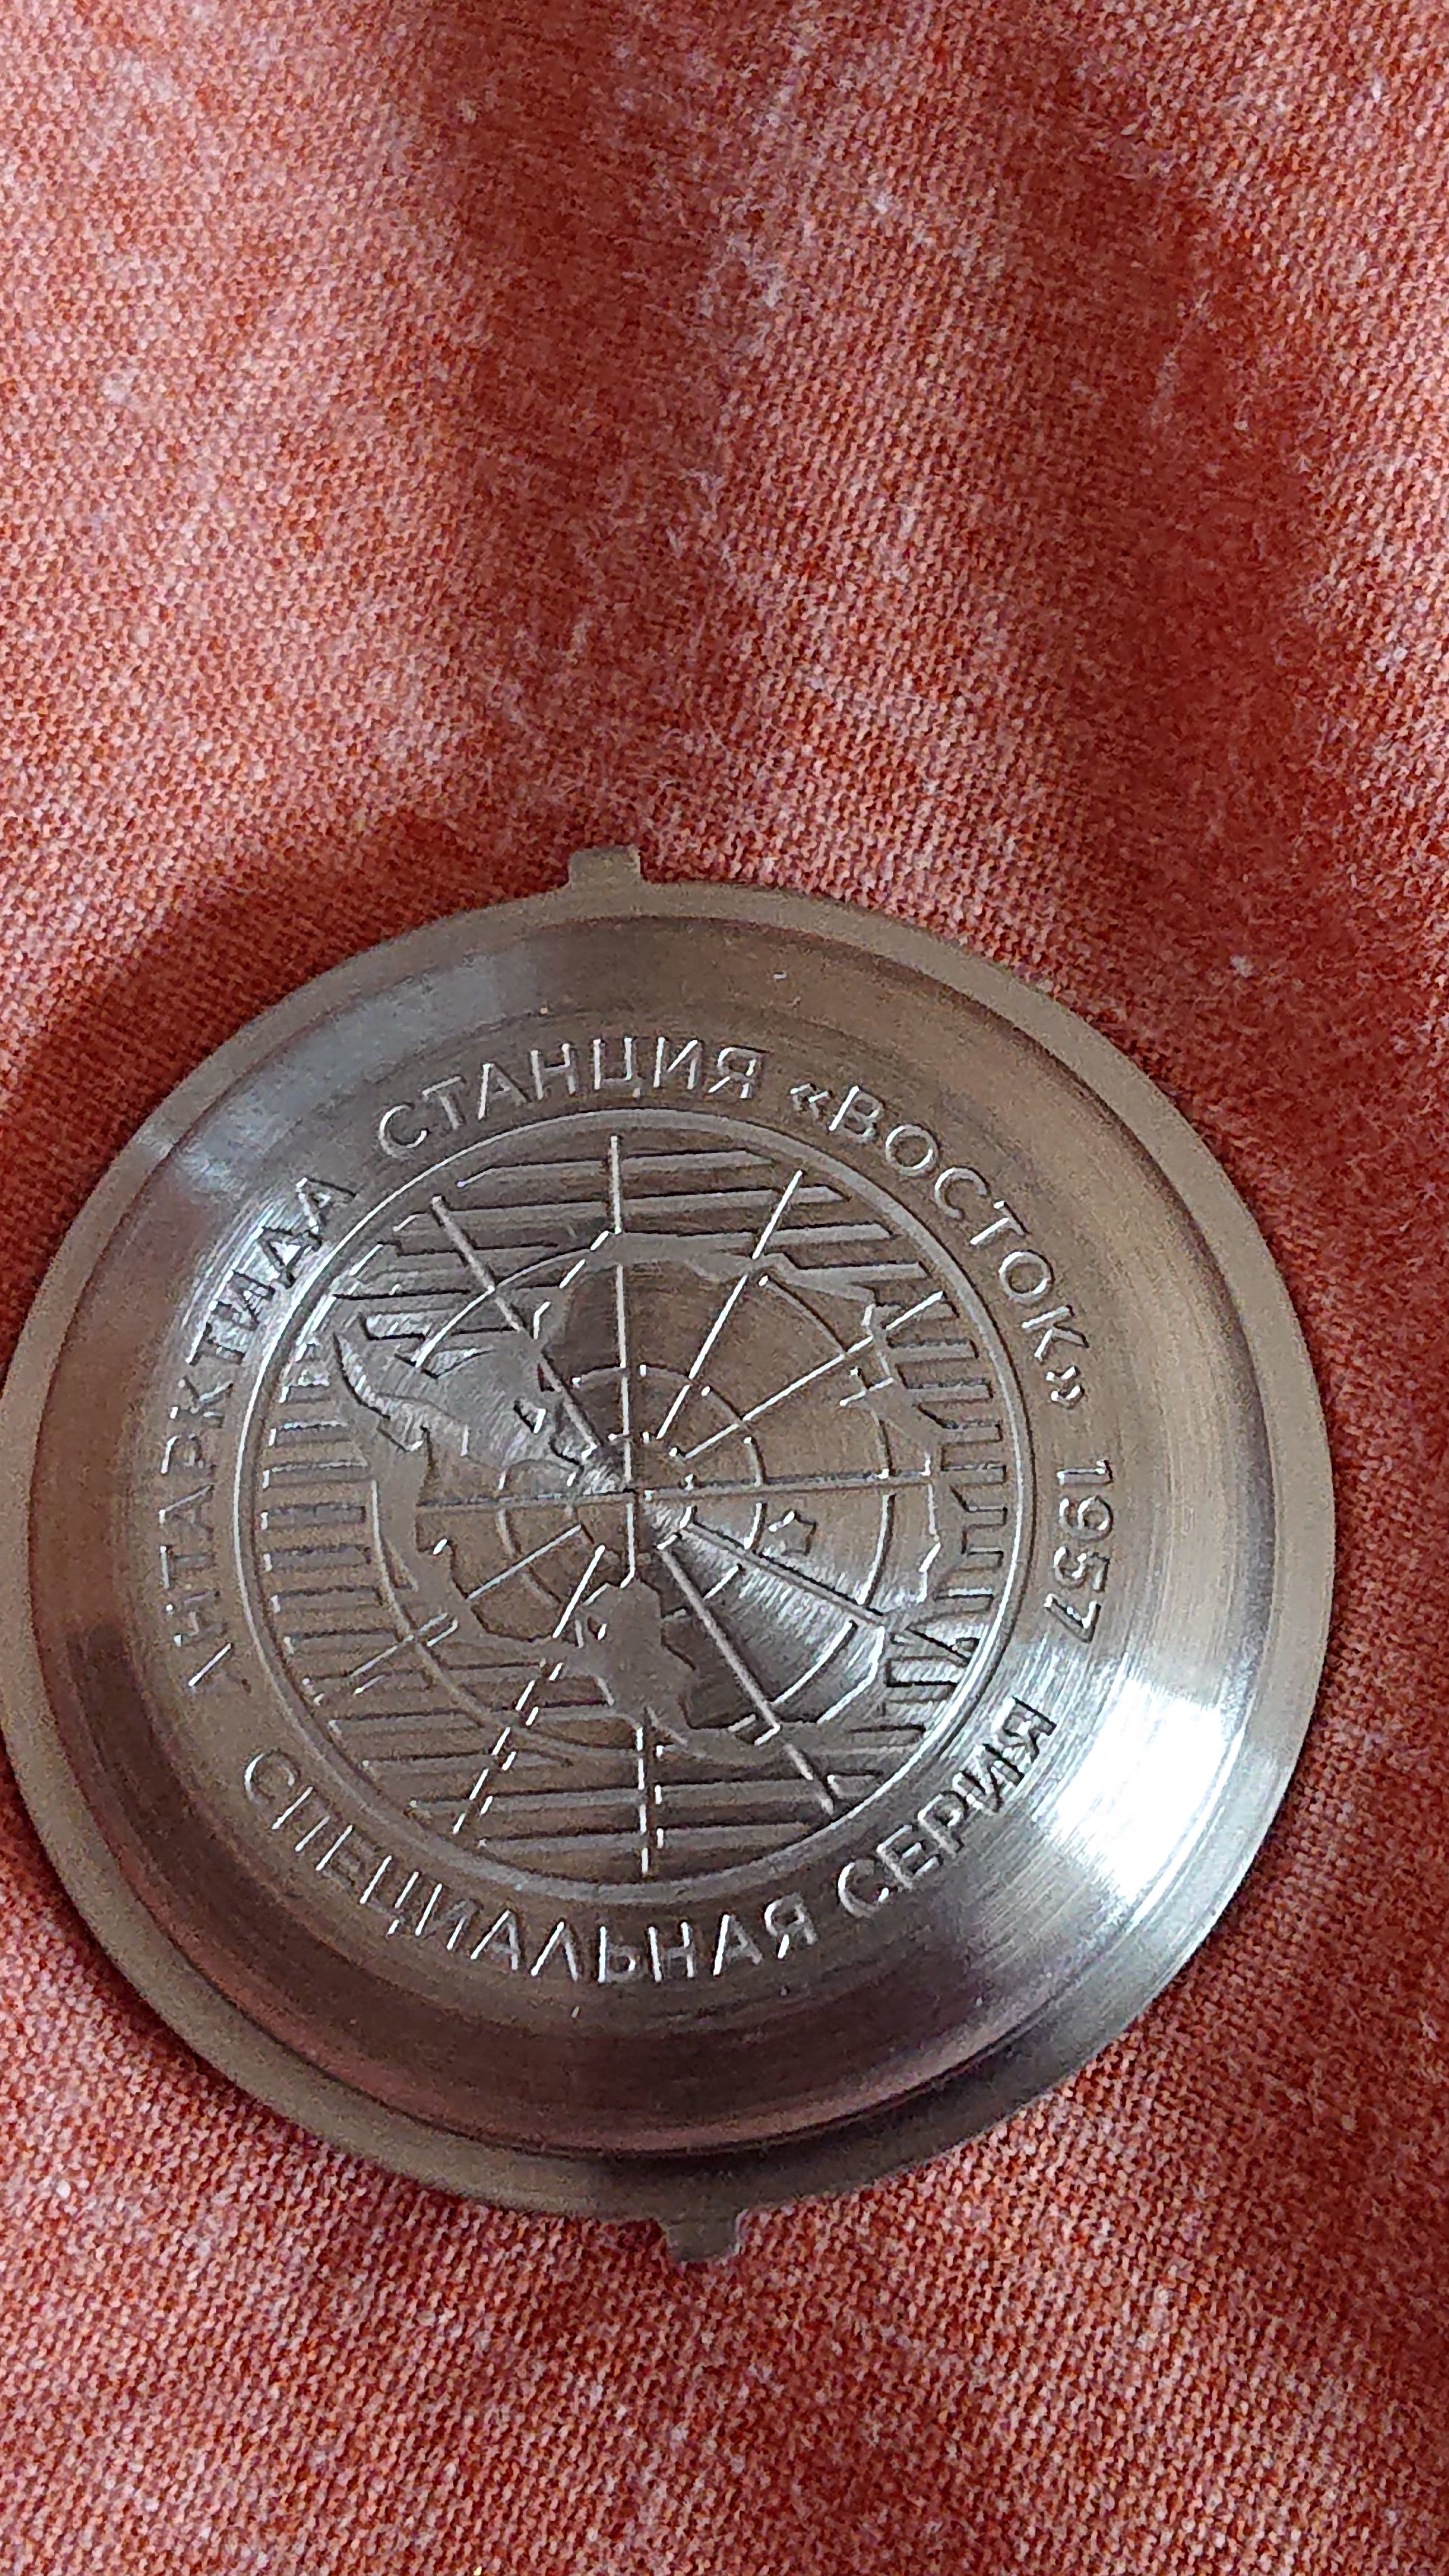 АНТАРКТИДА СТАНЦИЯ «ВОСТОК» 1957
СПЕЦИАЛЬНАЯ СЕРИЯ